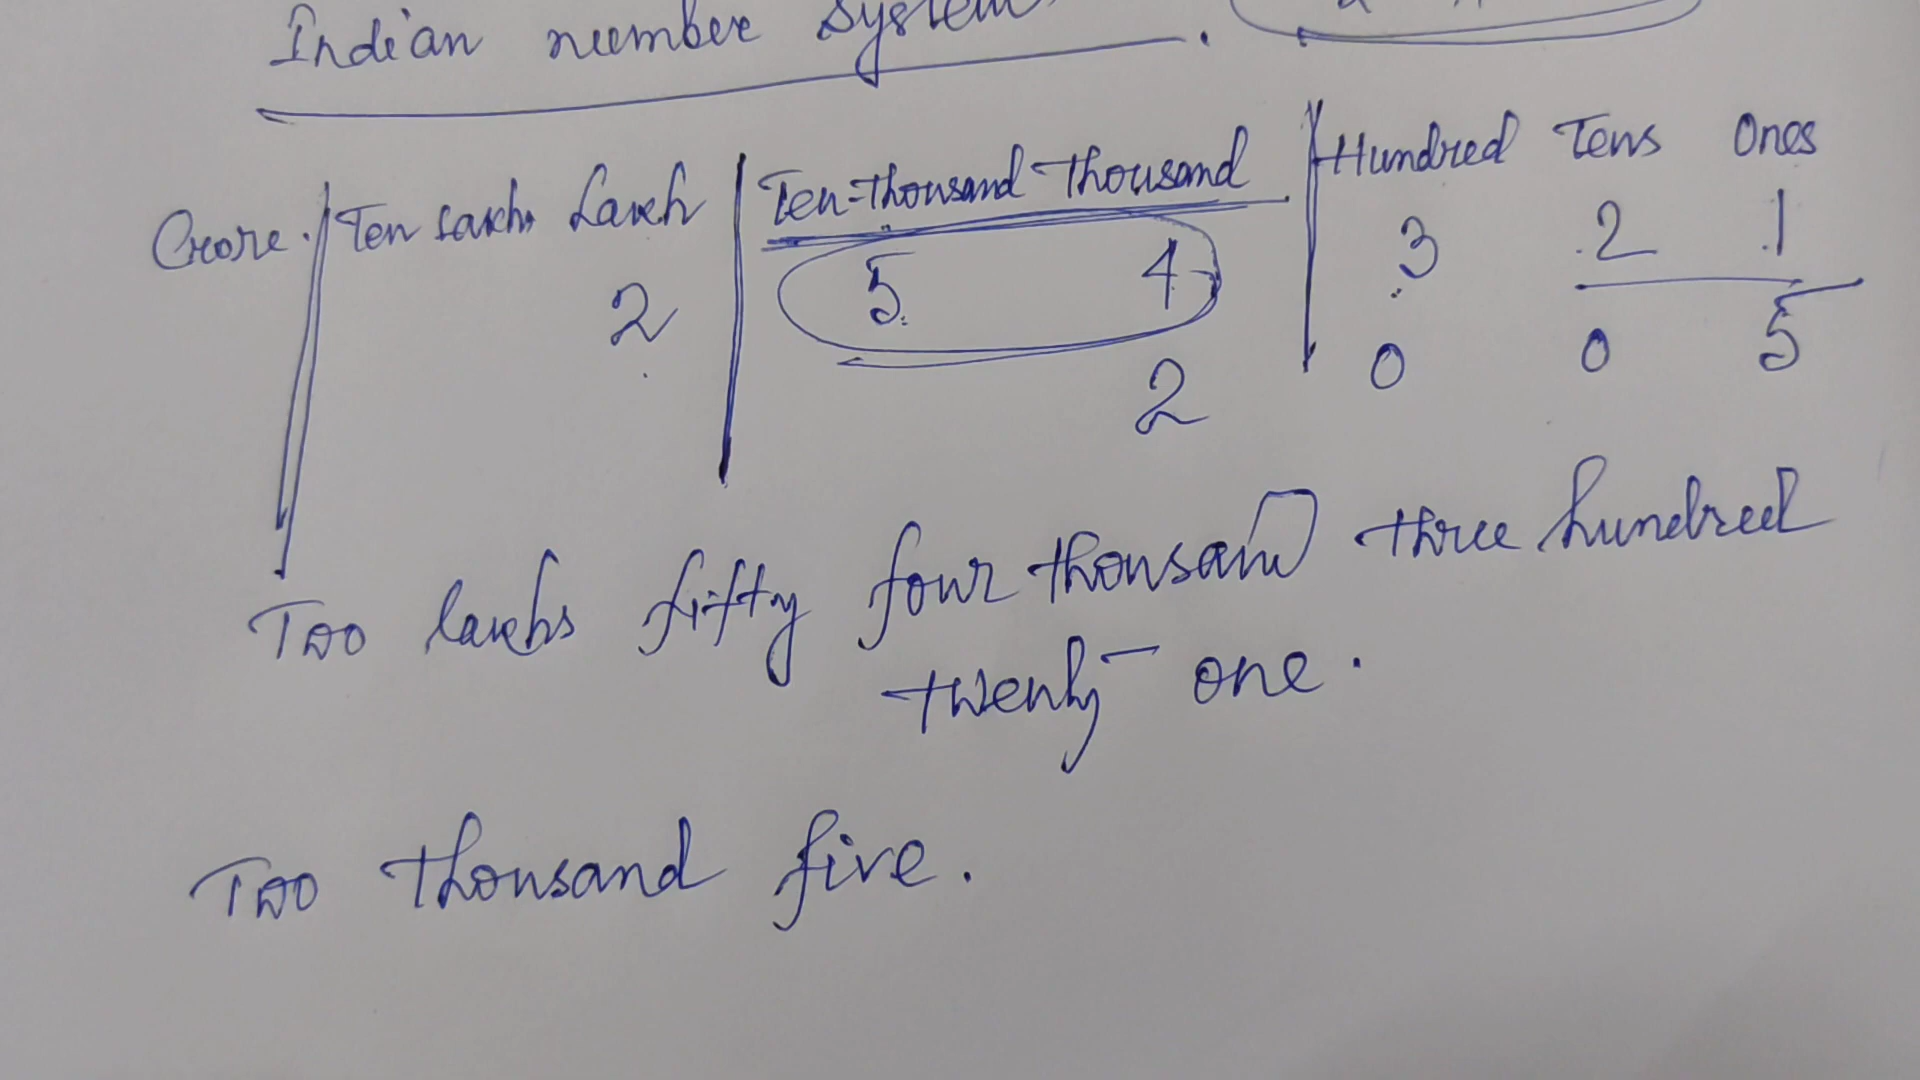 Indian number system.
Crore. Ten Lakh Lakh Ten-Thousand Thousand Hundred Tens Ones
2 5 4 3 2 1
2 0 0 5
Two lakhs fifty four thousand three hundred
twenty-one.
Two thousand five.